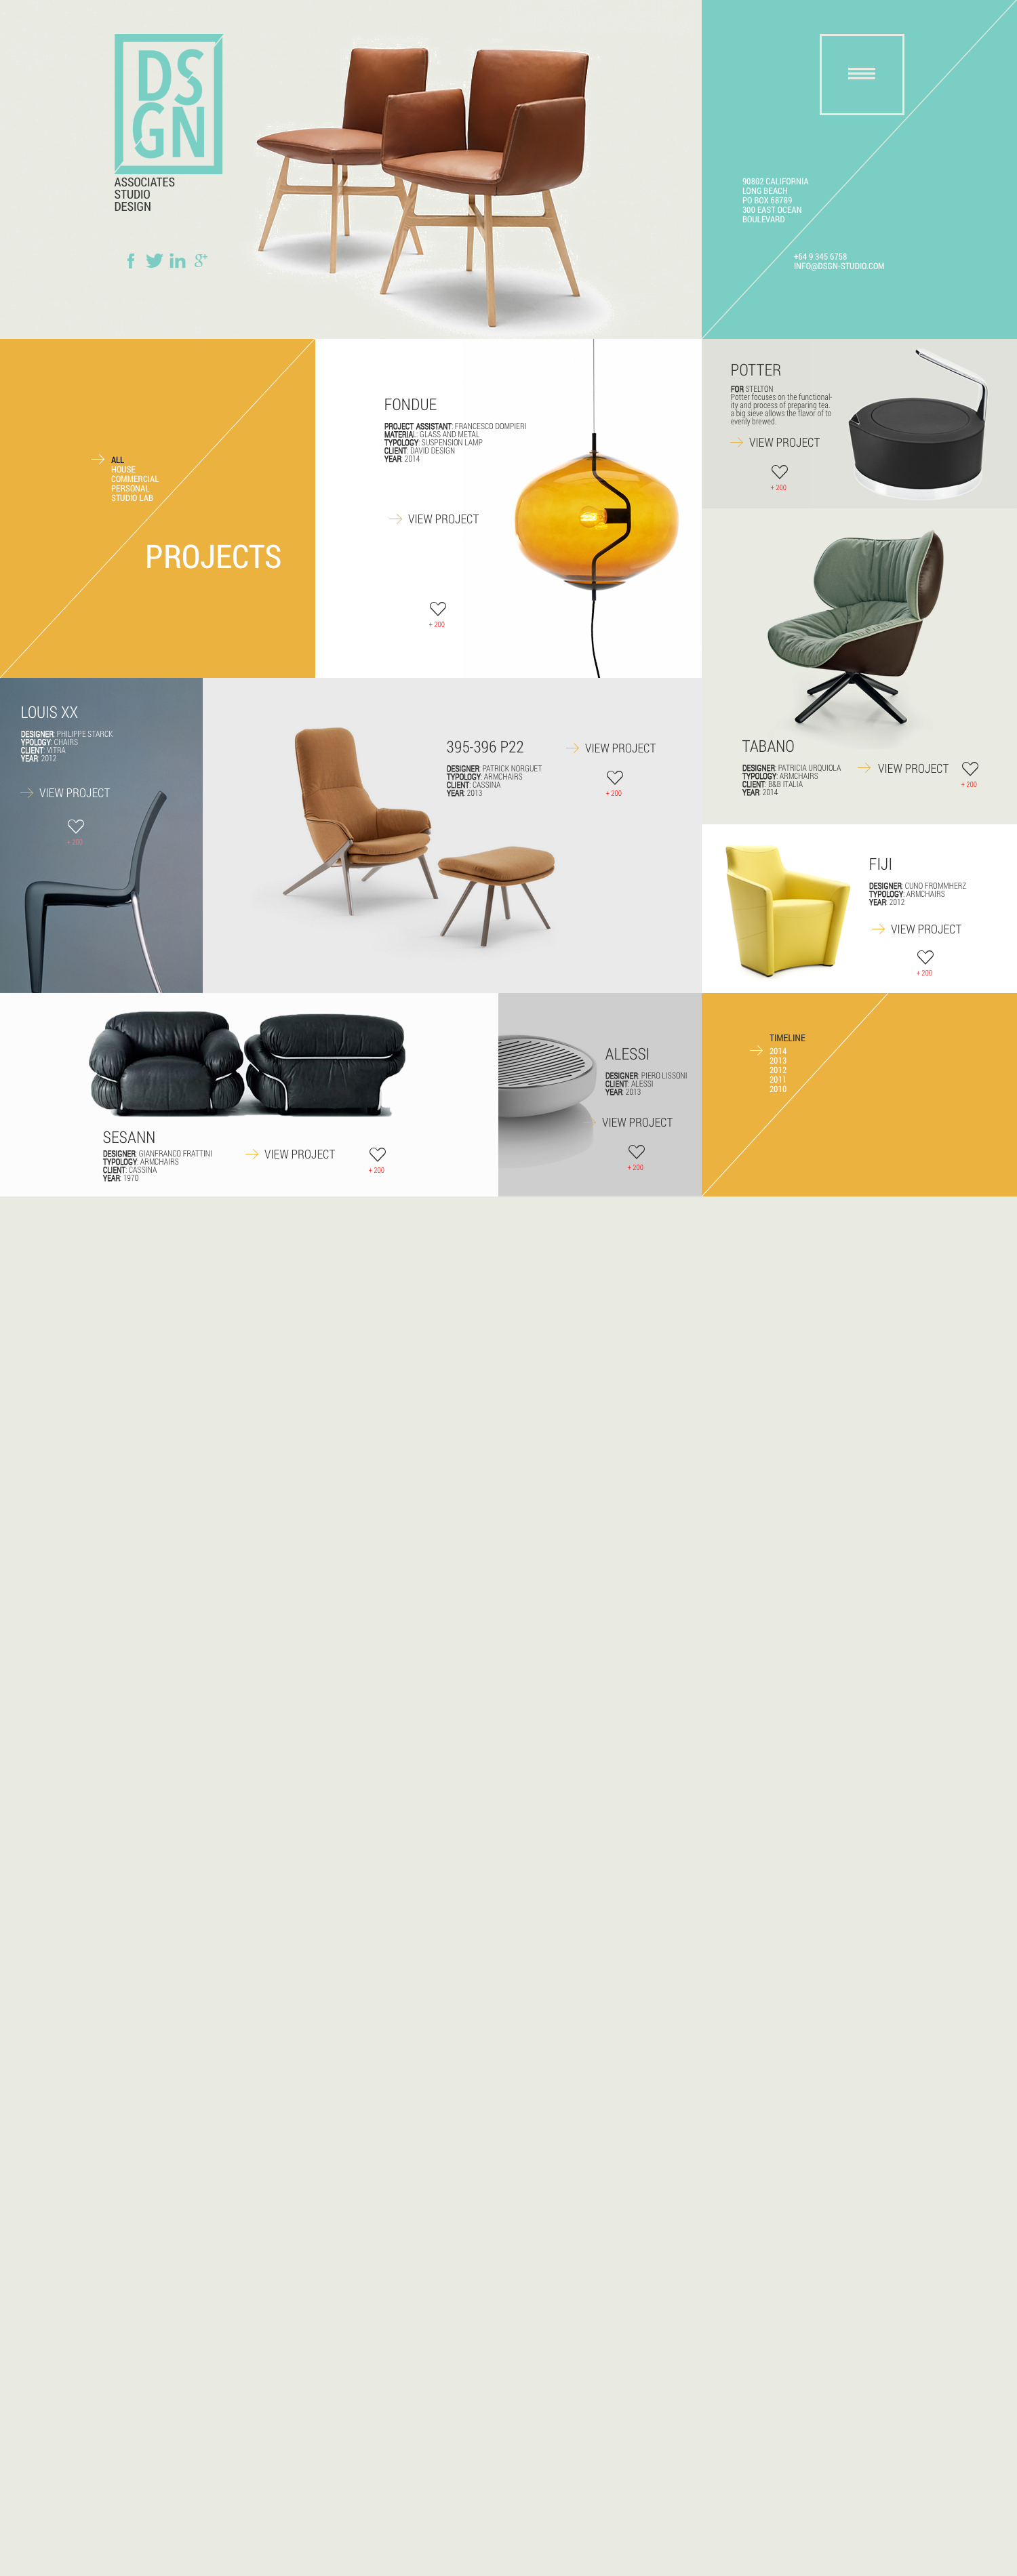 DS
GN
ASSOCIATES
STUDIO
DESIGN
f in g+
90802 CALIFORNIA
LONG BEACH
PO BOX 68789
300 EAST OCEAN
BOULEVARD
+64 9 345 6758
INFO@DSGN-STUDIO.COM
ALL
HOUSE
COMMERCIAL
PERSONAL
STUDIO LAB
PROJECTS
FONDUE
PROJECT ASSISTANT: FRANCESCO DOMPIERI
MATERIAL: GLASS AND METAL
TYPOLOGY: SUSPENSION LAMP
CLIENT: DAVID DESIGN
YEAR: 2014
VIEW PROJECT
+ 200
POTTER
FOR STELTON
Potter focuses on the functional-
ity and process of preparing tea.
a big sieve allows the flavor of to
evenly brewed.
VIEW PROJECT
+ 200
TABANO
DESIGNER: PATRICIA URQUIOLA
TYPOLOGY: ARMCHAIRS
CLIENT: B&B ITALIA
YEAR: 2014
VIEW PROJECT
+ 200
LOUIS XX
DESIGNER: PHILIPPE STARCK
YPOLOGY: CHAIRS
CLIENT: VITRA
YEAR: 2012
VIEW PROJECT
+ 200
395-396 P22
DESIGNER: PATRICK NORGUET
TYPOLOGY: ARMCHAIRS
CLIENT: CASSINA
YEAR: 2013
VIEW PROJECT
+ 200
FIJI
DESIGNER: CUNO FROMMHERZ
TYPOLOGY: ARMCHAIRS
YEAR: 2012
VIEW PROJECT
+ 200
SESANN
DESIGNER: GIANFRANCO FRATTINI
TYPOLOGY: ARMCHAIRS
CLIENT: CASSINA
YEAR: 1970
VIEW PROJECT
+ 200
ALESSI
DESIGNER: PIERO LISSONI
CLIENT: ALESSI
YEAR: 2013
VIEW PROJECT
+ 200
TIMELINE
2014
2013
2012
2011
2010